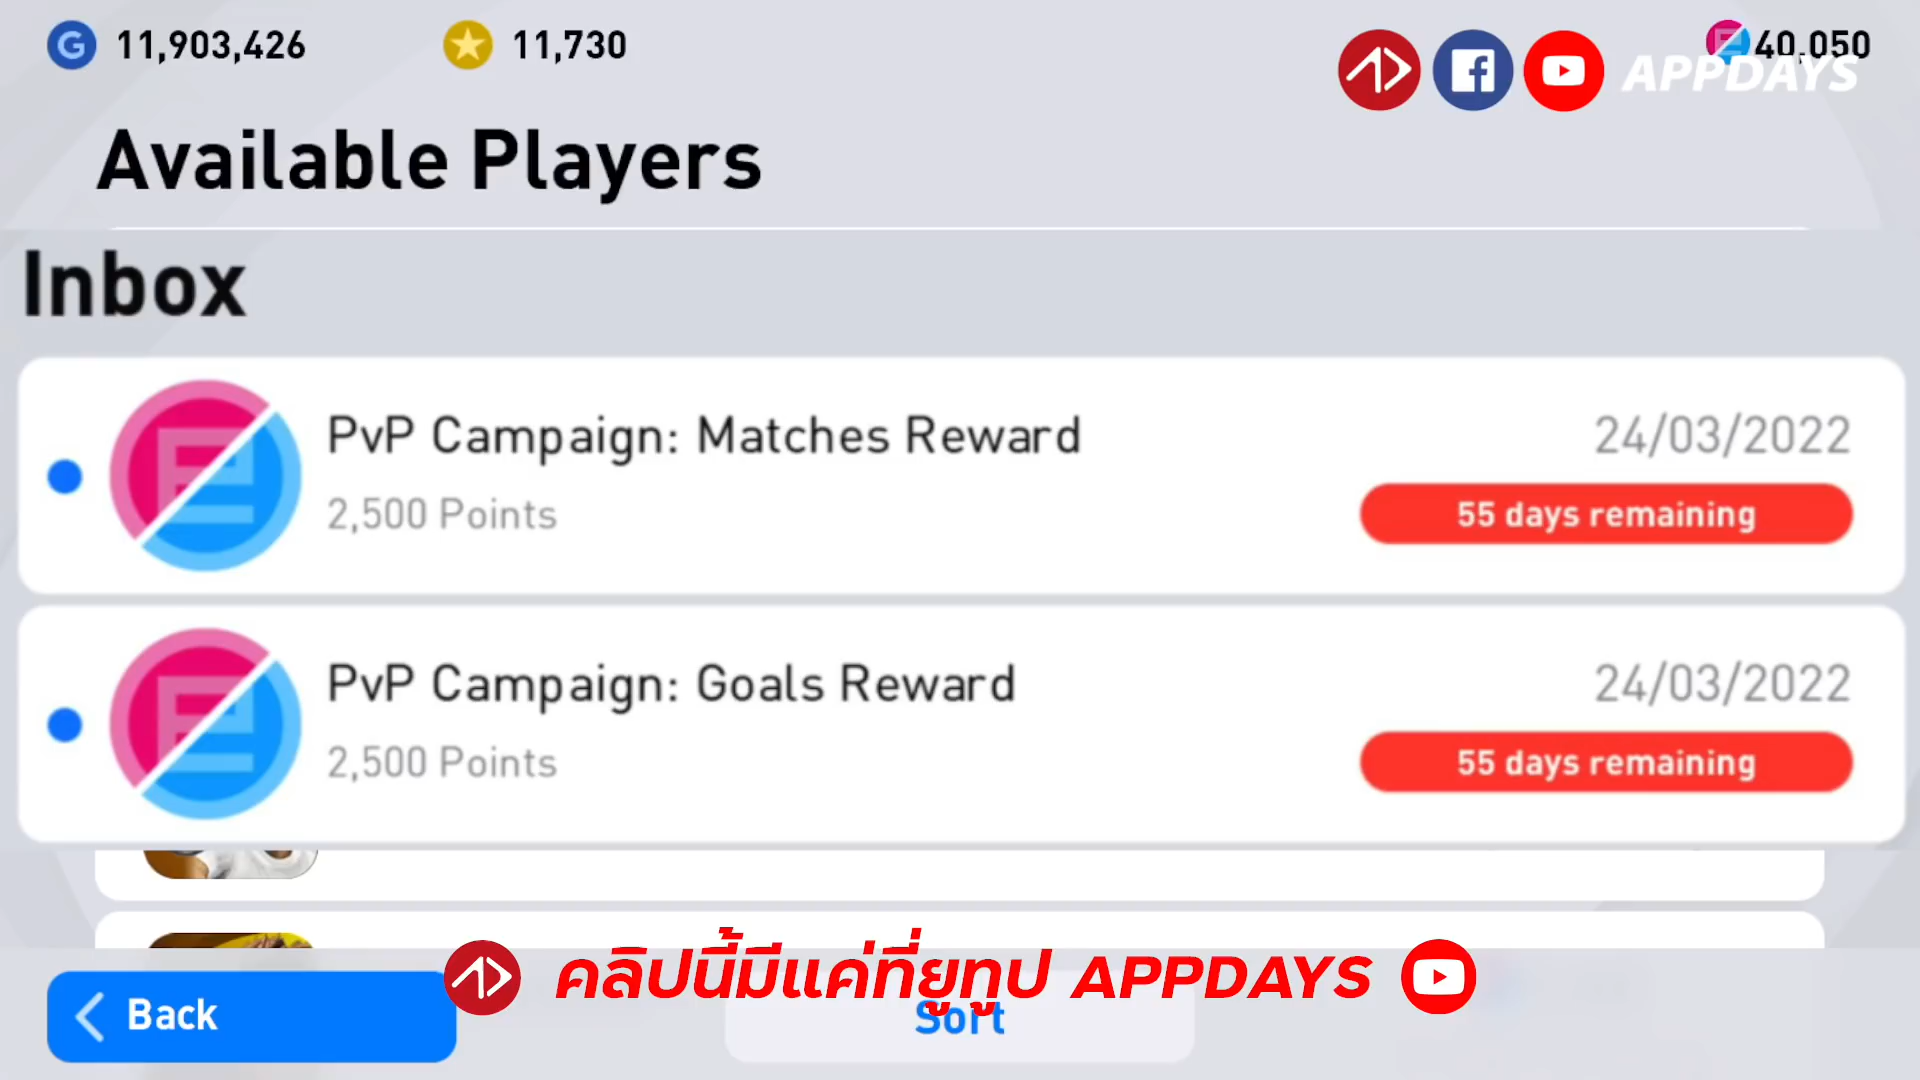 11,903,426
11,730
40,050
APPDAYS
Available Players
Inbox
PvP Campaign: Matches Reward
24/03/2022
2,500 Points
55 days remaining
PvP Campaign: Goals Reward
24/03/2022
2,500 Points
55 days remaining
คลิปนี้มีแค่ที่ยูทูป APPDAYS
Back
Sort